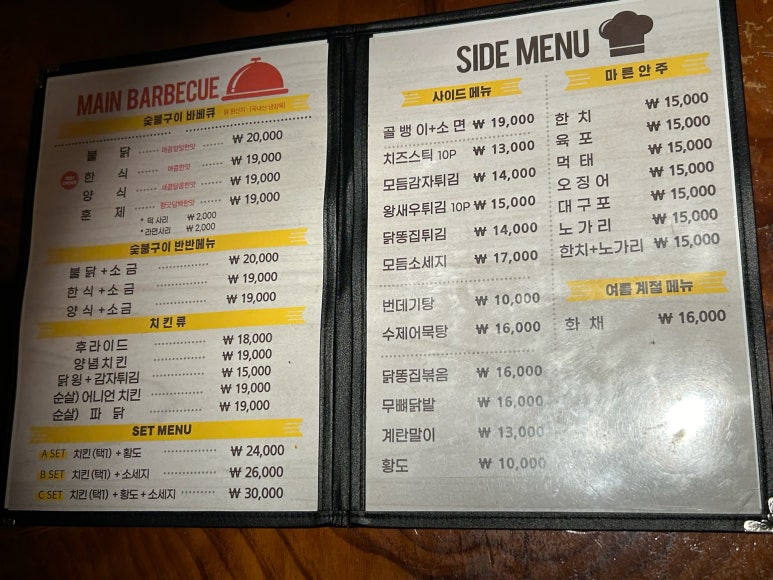 MAIN BARBECUE
숯불구이 바베큐
불 닭 ₩ 20,000
한 식 매콤한맛 ₩ 19,000
양 식 ₩ 19,000
훈 제 ₩ 19,000
* 떡 사리 ₩ 2,000
* 라면사리 ₩ 2,000
숯불구이 반반메뉴
불 닭 + 소 금 ₩ 20,000
한 식 + 소 금 ₩ 19,000
양 식 + 소 금 ₩ 19,000
치 킨 류
후 라 이 드 ₩ 18,000
양 념 치 킨 ₩ 19,000
닭 윙 + 감자튀김 ₩ 15,000
순살) 어니언 치킨 ₩ 19,000
순살) 파 닭 ₩ 19,000
SET MENU
A SET 치킨 (택1) + 황도 ₩ 24,000
B SET 치킨 (택1) + 소세지 ₩ 26,000
C SET 치킨 (택1) + 황도 + 소세지 ₩ 30,000
SIDE MENU
사이드 메뉴
골 뱅 이+소 면 ₩ 19,000
치즈스틱 10P ₩ 13,000
모듬감자튀김 ₩ 14,000
왕새우튀김 10P ₩ 15,000
닭똥집튀김 ₩ 14,000
모듬소세지 ₩ 17,000
번데기탕 ₩ 10,000
수제어묵탕 ₩ 16,000
닭똥집볶음 ₩ 16,000
무뼈닭발 ₩ 16,000
계란말이 ₩ 13,000
황도 ₩ 10,000
마 른 안 주
한 치 ₩ 15,000
육 포 ₩ 15,000
먹 태 ₩ 15,000
오 징 어 ₩ 15,000
대 구 포 ₩ 15,000
노 가 리 ₩ 15,000
한치+노가리 ₩ 15,000
여름 계절 메뉴
화 채 ₩ 16,000